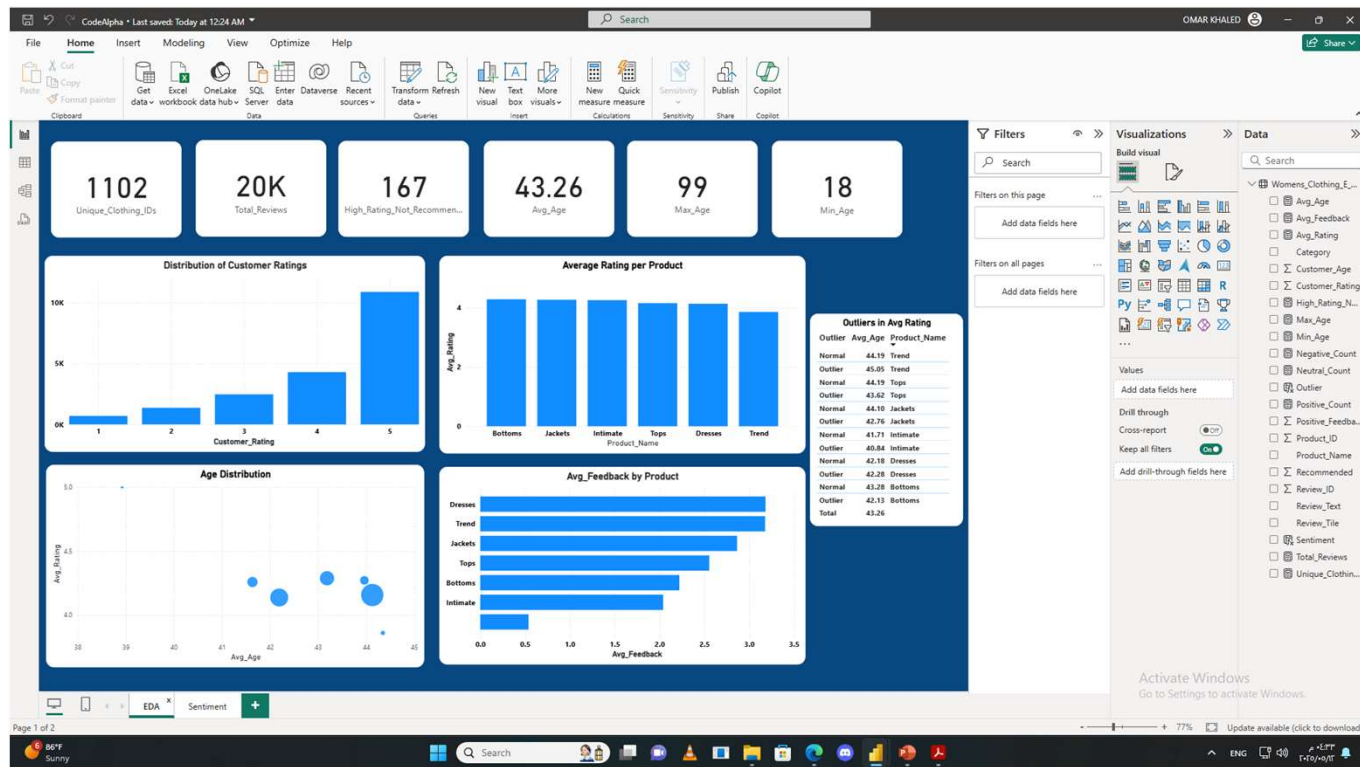 CodeAlpha • Last saved: Today at 12:24 AM
Search
OMAR KHALED
File Home Insert Modeling View Optimize Help
Share
Paste
Cut
Copy
Format painter
Clipboard
Get data
Excel workbook
OneLake data hub
SQL Server
Enter data
Dataverse
Recent sources
Data
Transform data
Refresh
Queries
New visual
Text box
More visuals
Insert
New measure
Quick measure
Calculations
Sensitivity
Sensitivity
Publish
Share
Copilot
Copilot
1102
Unique_Clothing_IDs
20K
Total_Reviews
167
High_Rating_Not_Recommen...
43.26
Avg_Age
99
Max_Age
18
Min_Age
Distribution of Customer Ratings
10K
5K
0K
1 2 3 4 5
Customer_Rating
Average Rating per Product
Avg_Rating
4
2
0
Bottoms Jackets Intimate Tops Dresses Trend
Product_Name
Outliers in Avg Rating
Outlier Avg_Age Product_Name
Normal 44.19 Trend
Outlier 45.05 Trend
Normal 44.19 Tops
Outlier 43.62 Tops
Normal 44.10 Jackets
Outlier 42.76 Jackets
Normal 41.71 Intimate
Outlier 40.84 Intimate
Normal 42.18 Dresses
Outlier 42.28 Dresses
Normal 43.28 Bottoms
Outlier 42.13 Bottoms
Total 43.26
Age Distribution
Avg_Rating
5.0
4.5
4.0
38 39 40 41 42 43 44 45
Avg_Age
Avg_Feedback by Product
Dresses
Trend
Jackets
Tops
Bottoms
Intimate
0.0 0.5 1.0 1.5 2.0 2.5 3.0 3.5
Avg_Feedback
Filters
Search
Filters on this page ...
Add data fields here
Filters on all pages ...
Add data fields here
Visualizations
Build visual
R
Py
...
Values
Add data fields here
Drill through
Cross-report
Off
Keep all filters
On
Add drill-through fields here
Data
Search
Womens_Clothing_E_...
Avg_Age
Avg_Feedback
Avg_Rating
Category
Customer_Age
Customer_Rating
High_Rating_N...
Max_Age
Min_Age
Negative_Count
Neutral_Count
Outlier
Positive_Count
Positive_Feedba...
Product_ID
Product_Name
Recommended
Review_ID
Review_Text
Review_Tile
Sentiment
Total_Reviews
Unique_Clothin...
Activate Windows
Go to Settings to activate Windows.
EDA
Sentiment
Page 1 of 2
77%
Update available (click to download
6
86°F
Sunny
Search
ENG